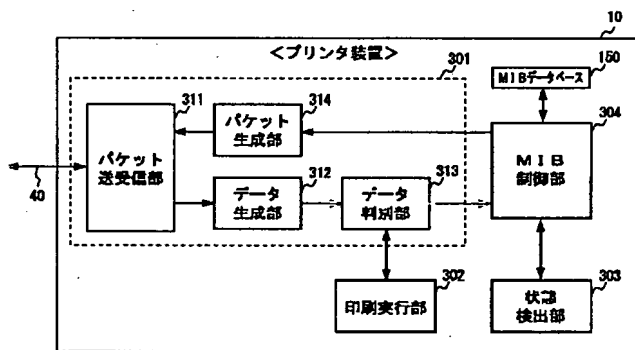 10
<プリンタ装置>
301
150
MIBデータベース
311
パケット
送受信部
314
パケット
生成部
304
MIB
制御部
40
312
データ
生成部
313
データ
判別部
302
印刷実行部
303
状態
検出部